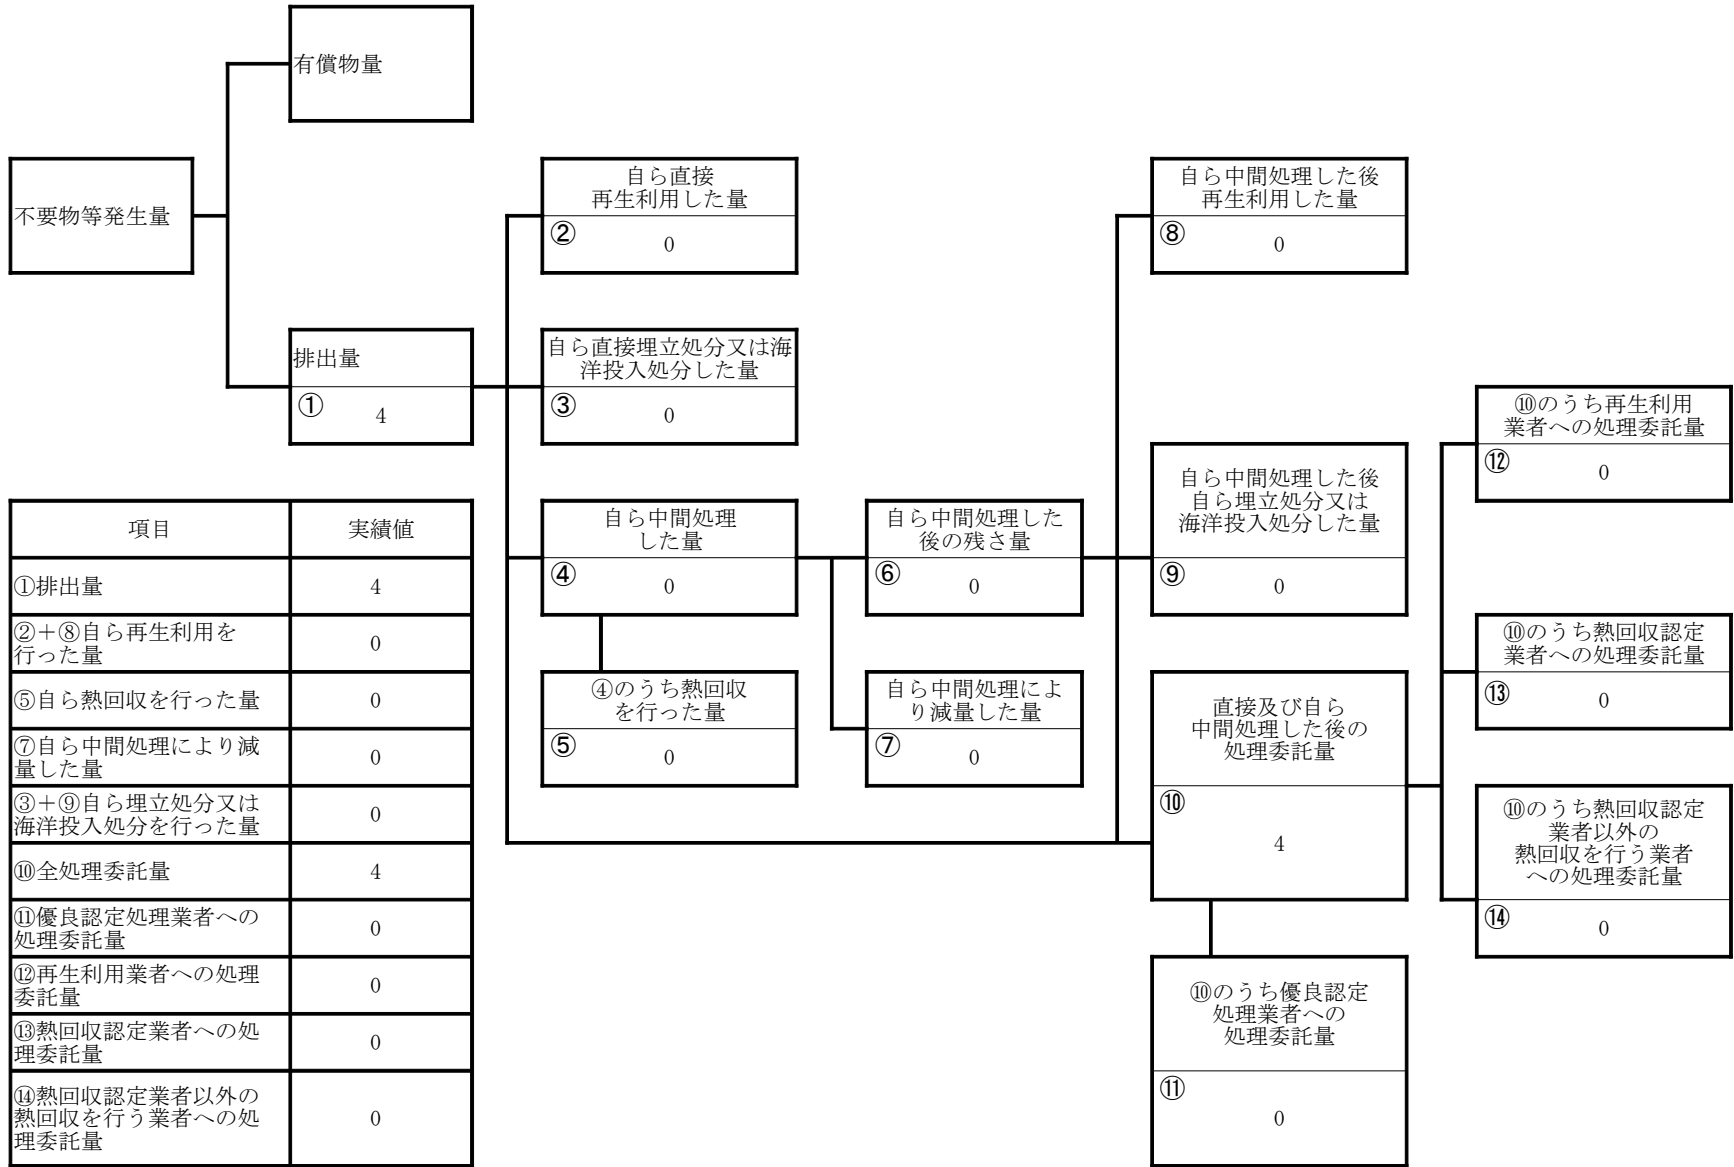 有償物量
不要物等発生量
自ら直接
再生利用した量
②
0
自ら中間処理した後
再生利用した量
⑧
0
排出量
①
4
自ら直接埋立処分又は海
洋投入処分した量
③
0
⑩のうち再生利用
業者への処理委託量
⑫
0
自ら中間処理
した量
④
0
自ら中間処理した
後の残さ量
⑥
0
自ら中間処理した後
自ら埋立処分又は
海洋投入処分した量
⑨
0
⑩のうち熱回収認定
業者への処理委託量
⑬
0
④のうち熱回収
を行った量
⑤
0
自ら中間処理によ
り減量した量
⑦
0
直接及び自ら
中間処理した後の
処理委託量
⑩
4
⑩のうち熱回収認定
業者以外の
熱回収を行う業者
への処理委託量
⑭
0
⑩のうち優良認定
処理業者への
処理委託量
⑪
0
項目 実績値
①排出量 4
②＋⑧自ら再生利用を
行った量 0
⑤自ら熱回収を行った量 0
⑦自ら中間処理により減
量した量 0
③＋⑨自ら埋立処分又は
海洋投入処分を行った量 0
⑩全処理委託量 4
⑪優良認定処理業者への
処理委託量 0
⑫再生利用業者への処理
委託量 0
⑬熱回収認定業者への処
理委託量 0
⑭熱回収認定業者以外の
熱回収を行う業者への処
理委託量 0